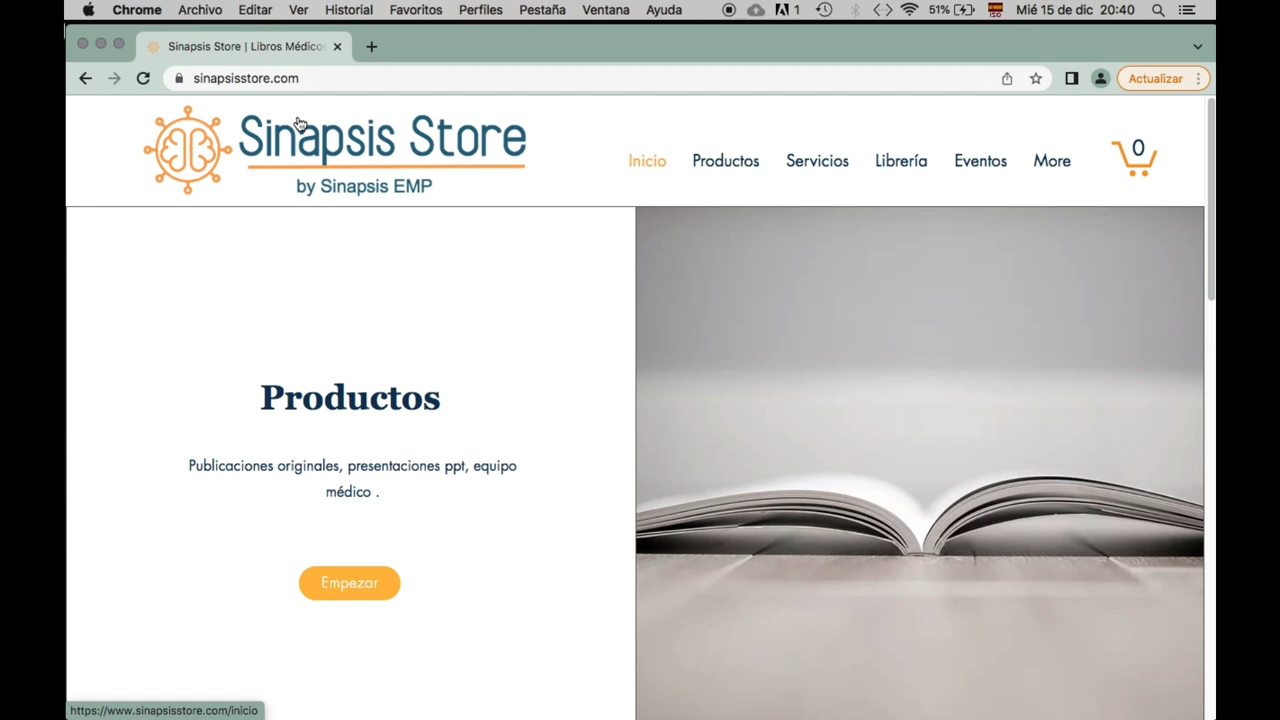 Chrome Archivo Editar Ver Historial Favoritos Perfiles Pestaña Ventana Ayuda 1 51% ISO Mié 15 de dic 20:40
Sinapsis Store | Libros Médico
sinapsisstore.com Actualizar
Sinapsis Store
by Sinapsis EMP
Inicio Productos Servicios Librería Eventos More 0
Productos
Publicaciones originales, presentaciones ppt, equipo
médico .
Empezar
https://www.sinapsisstore.com/inicio